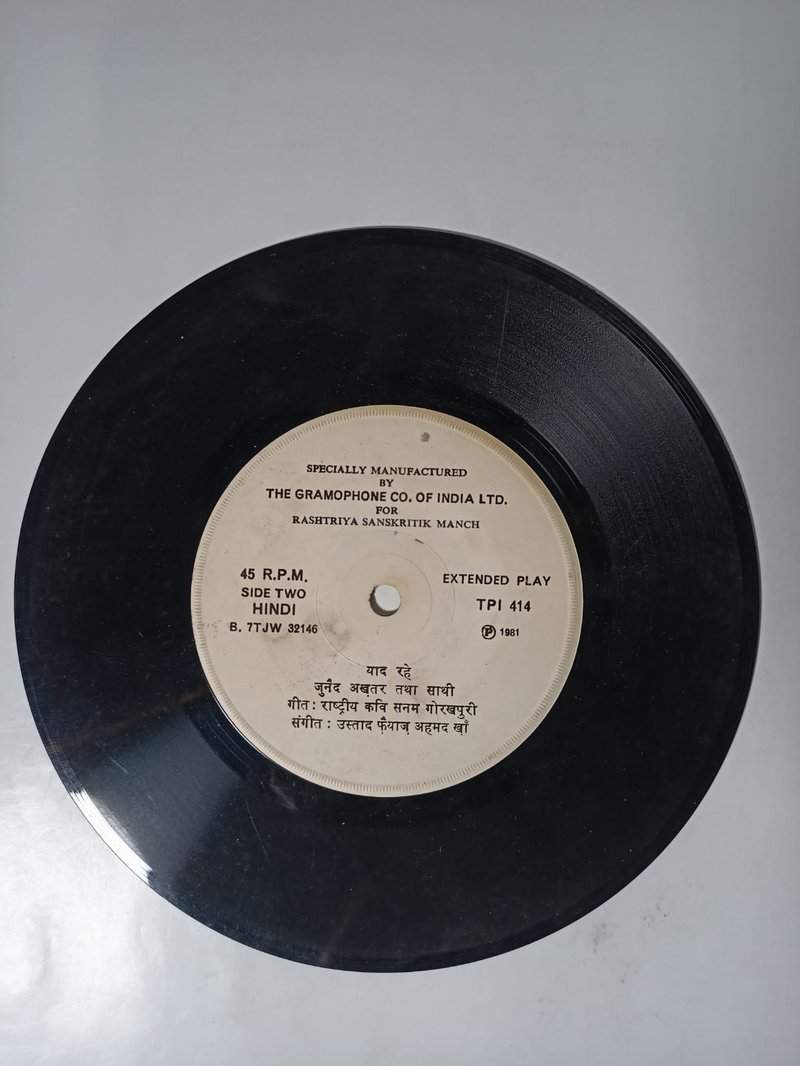 SPECIALLY MANUFACTURED
BY
THE GRAMOPHONE CO. OF INDIA LTD.
FOR
RASHTRIYA SANSKRITIK MANCH
45 R.P.M.
SIDE TWO
HINDI
B. 7TJW 32146
EXTENDED PLAY
TPI 414
Ⓟ 1981
याद रहे
जुनैद अख़तर तथा साथी
गीत : राष्ट्रीय कवि सनम गोरखपुरी
संगीत : उस्ताद फ़ैयाज़ अहमद ख़ाँ